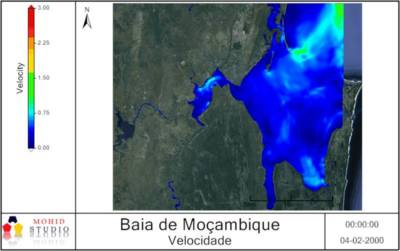 N
3.00
2.25
1.50
0.75
0.00
Velocity
MOHID
STUDIO
Baia de Moçambique
Velocidade
00:00:00
04-02-2000